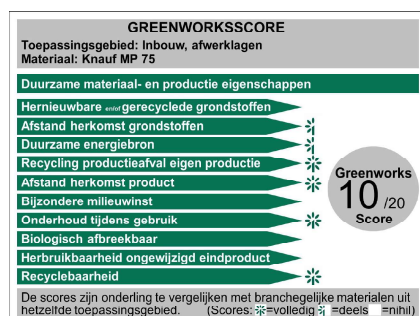 GREENWORKSSCORE
Toepassingsgebied: Inbouw, afwerklagen
Materiaal: Knauf MP 75
Duurzame materiaal- en productie eigenschappen
Hernieuwbare en/of gerecyclede grondstoffen
Afstand herkomst grondstoffen
Duurzame energiebron
Recycling productieafval eigen productie
Afstand herkomst product
Bijzondere milieuwinst
Onderhoud tijdens gebruik
Biologisch afbreekbaar
Herbruikbaarheid ongewijzigd eindproduct
Recyclebaarheid
Greenworks
10 /20
Score
De scores zijn onderling te vergelijken met branchegelijke materialen uit
hetzelfde toepassingsgebied. (Scores: =volledig =deels =nihil)